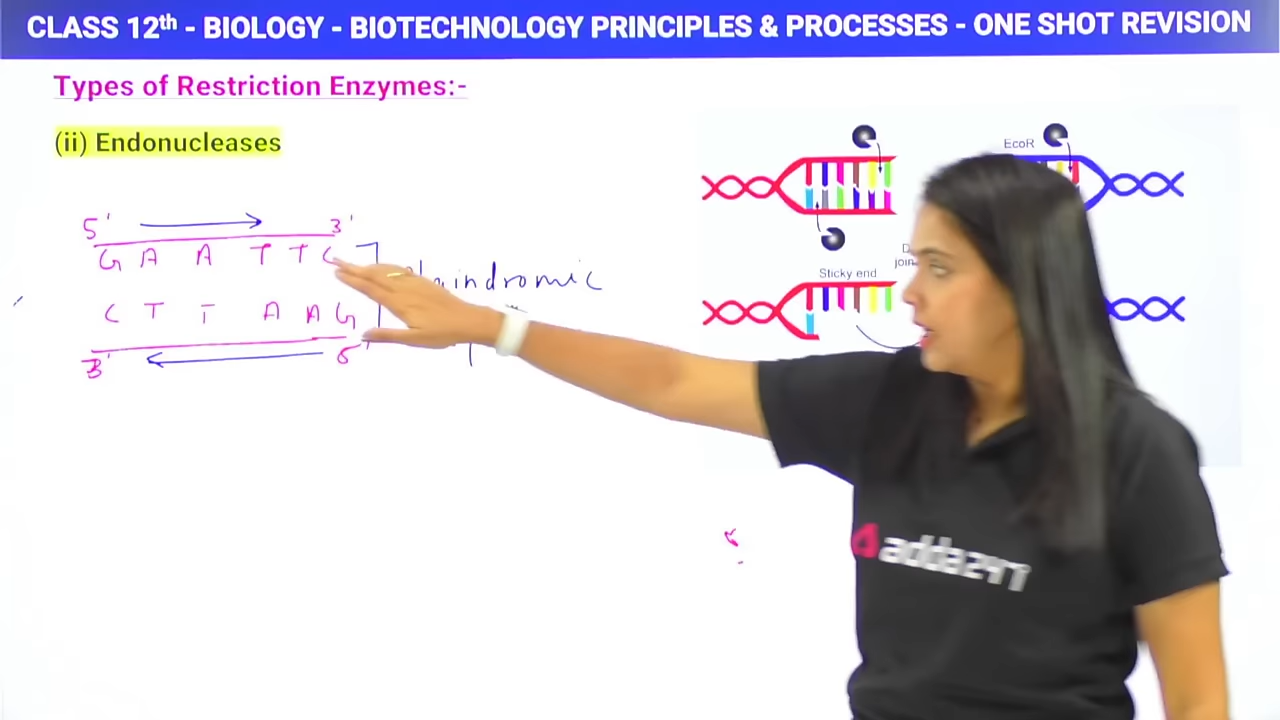 CLASS 12th - BIOLOGY - BIOTECHNOLOGY PRINCIPLES & PROCESSES - ONE SHOT REVISION
Types of Restriction Enzymes:-
(ii) Endonucleases
5' 3'
G A A T T C
C T T A A G
3' 5'
EcoR
Sticky end
adda247